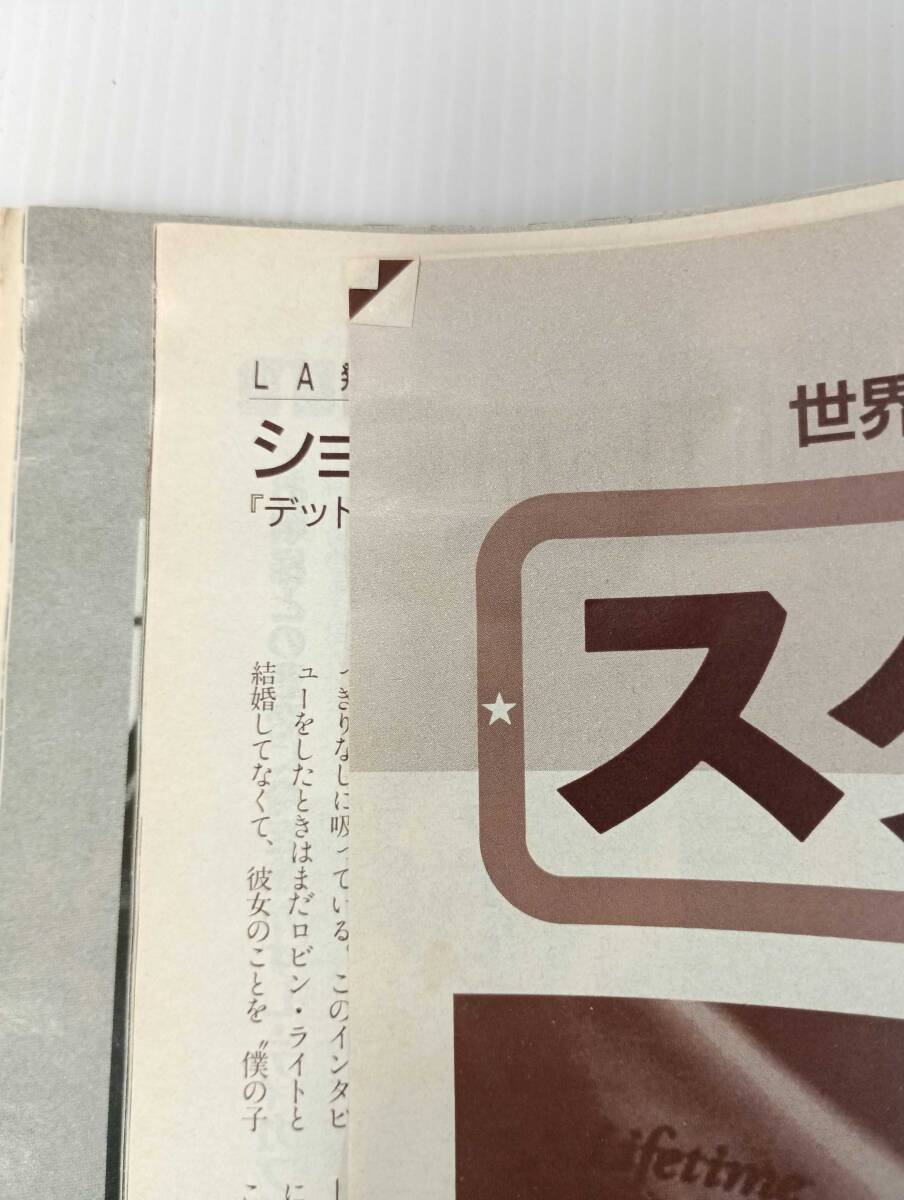 LA発
ショ
『デット
っきりなしに吸っている。このインタビ
ューをしたときはまだロビン・ライトと
結婚してなくて、彼女のことを〝僕の子
世界
スク
Lifetime